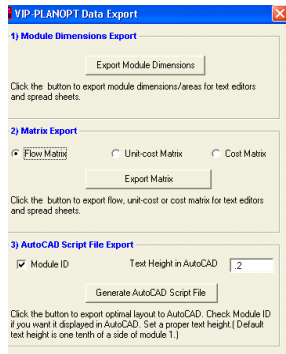 VIP-PLANOPT Data Export
1) Module Dimensions Export
Export Module Dimensions
Click the button to export module dimensions/areas for text editors
and spread sheets.
2) Matrix Export
Flow Matrix Unit-cost Matrix Cost Matrix
Export Matrix
Click the button to export flow, unit-cost or cost matrix for text editors
and spread sheets.
3) AutoCAD Script File Export
Module ID Text Height in AutoCAD .2
Generate AutoCAD Script File
Click the button to export optimal layout to AutoCAD. Check Module ID
if you want it displayed in AutoCAD. Set a proper text height.( Default
text height is one tenth of a side of module 1.)